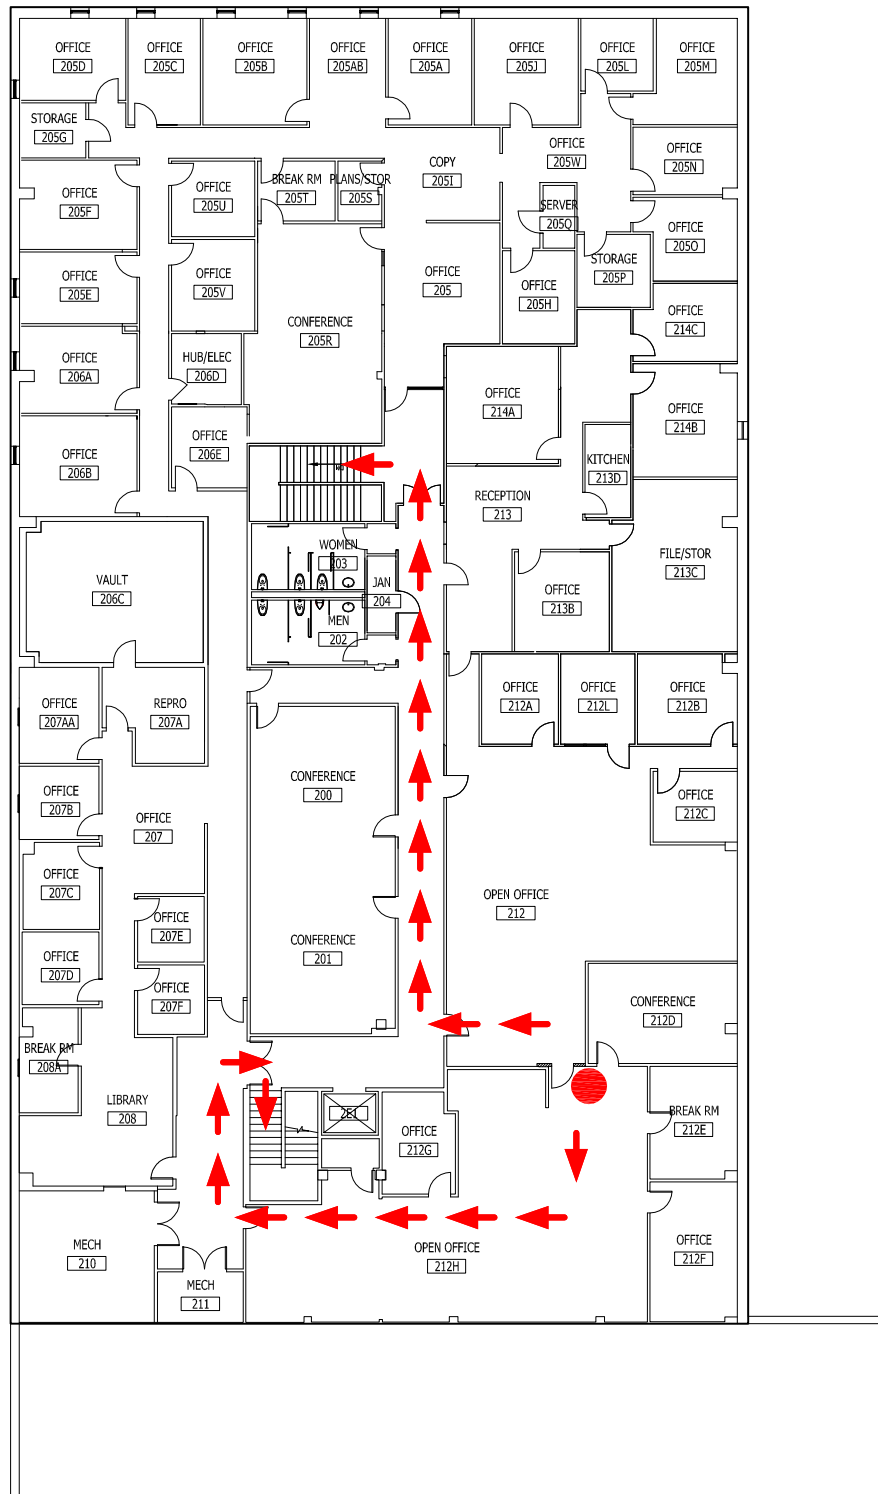 OFFICE
205D
OFFICE
205C
OFFICE
205B
OFFICE
205AB
OFFICE
205A
OFFICE
205J
OFFICE
205L
OFFICE
205M
STORAGE
205G
COPY
205I
OFFICE
205W
OFFICE
205N
OFFICE
205F
OFFICE
205U
BREAK RM
205T
PLANS/STOR
205S
SERVER
205Q
OFFICE
205O
OFFICE
205E
OFFICE
205V
OFFICE
205
OFFICE
205H
STORAGE
205P
OFFICE
214C
CONFERENCE
205R
OFFICE
206A
HUB/ELEC
206D
OFFICE
214A
OFFICE
214B
OFFICE
206B
OFFICE
206E
KITCHEN
213D
RECEPTION
213
WOMEN
203
FILE/STOR
213C
VAULT
206C
JAN
204
OFFICE
213B
MEN
202
OFFICE
207AA
REPRO
207A
OFFICE
212A
OFFICE
212L
OFFICE
212B
CONFERENCE
200
OFFICE
207B
OFFICE
207
OFFICE
212C
OFFICE
207C
OPEN OFFICE
212
OFFICE
207E
CONFERENCE
201
OFFICE
207D
OFFICE
207F
CONFERENCE
212D
BREAK RM
208A
LIBRARY
208
2E1
OFFICE
212G
BREAK RM
212E
MECH
210
OPEN OFFICE
212H
OFFICE
212F
MECH
211